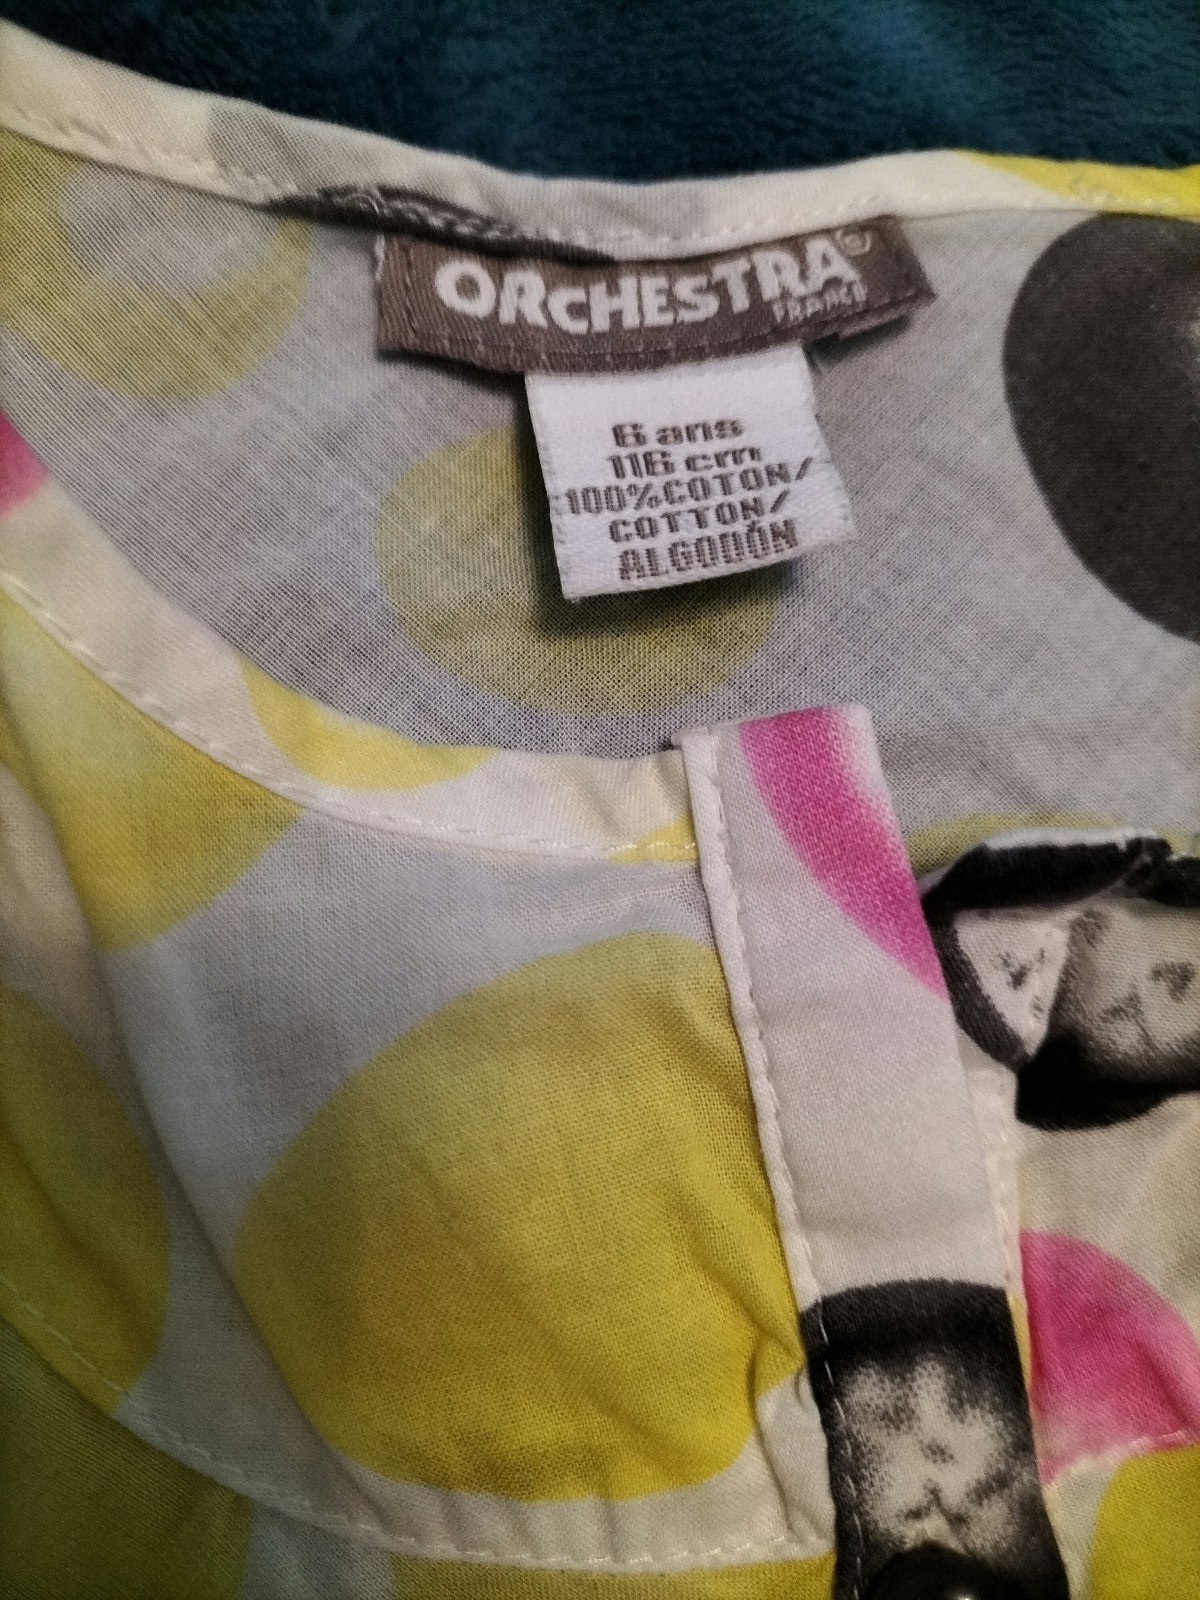 ORCHESTRA®
FRANCE
6 ans
116 cm
100%COTON/
COTTON/
ALGODÓN